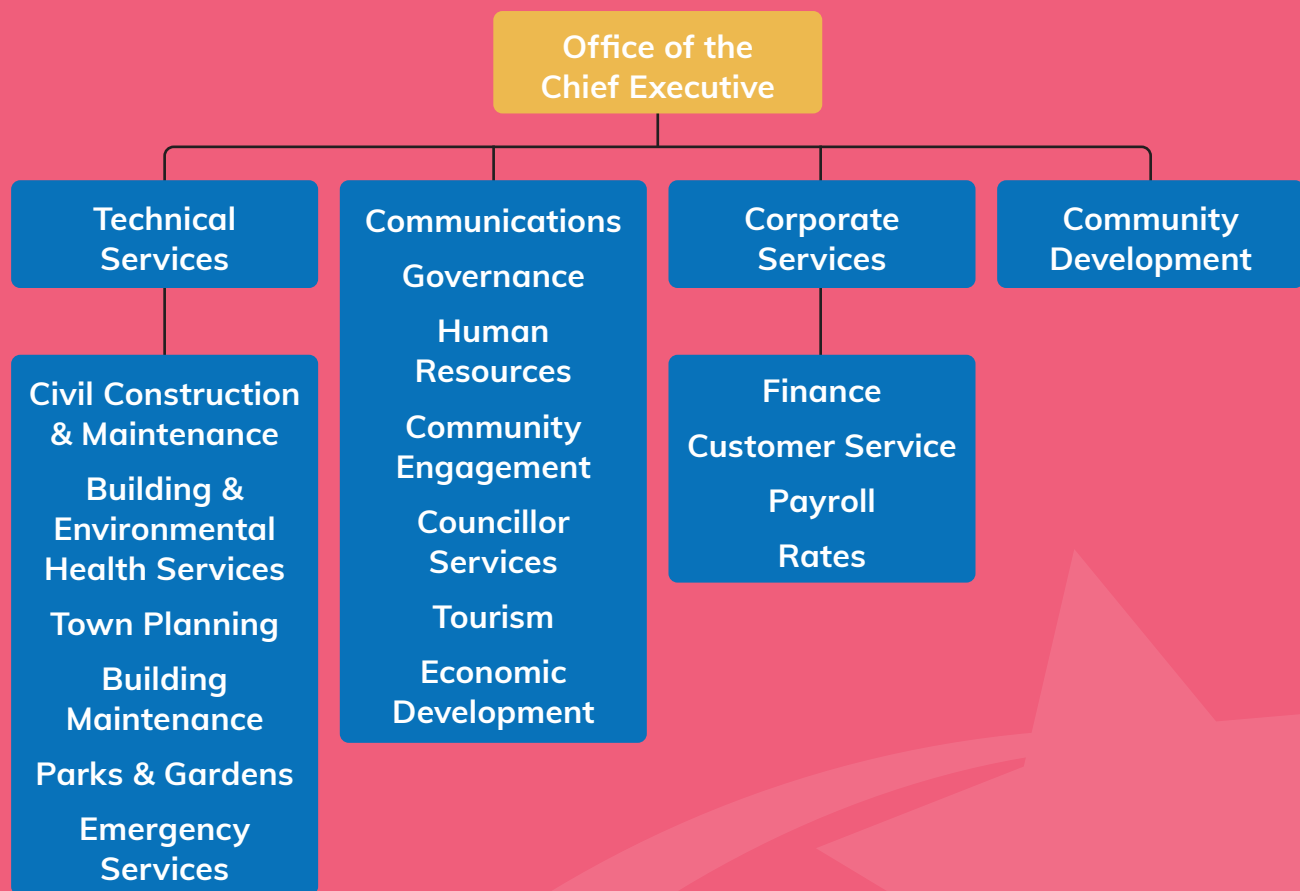 Office of the
Chief Executive
Technical
Services
Civil Construction
& Maintenance
Building &
Environmental
Health Services
Town Planning
Building
Maintenance
Parks & Gardens
Emergency
Services
Communications
Governance
Human
Resources
Community
Engagement
Councillor
Services
Tourism
Economic
Development
Corporate
Services
Finance
Customer Service
Payroll
Rates
Community
Development